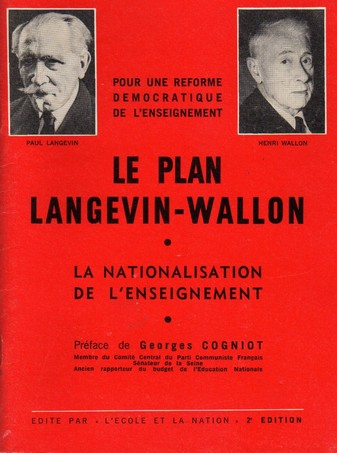 POUR UNE REFORME
DEMOCRATIQUE
DE L'ENSEIGNEMENT
PAUL LANGEVIN
HENRI WALLON
LE PLAN
LANGEVIN-WALLON
LA NATIONALISATION
DE L'ENSEIGNEMENT
Préface de Georges COGNIOT
Membre du Comité Central du Parti Communiste Français
Sénateur de la Seine
Ancien rapporteur du budget de l'Education Nationale
EDITE PAR « L'ECOLE ET LA NATION » 2e EDITION